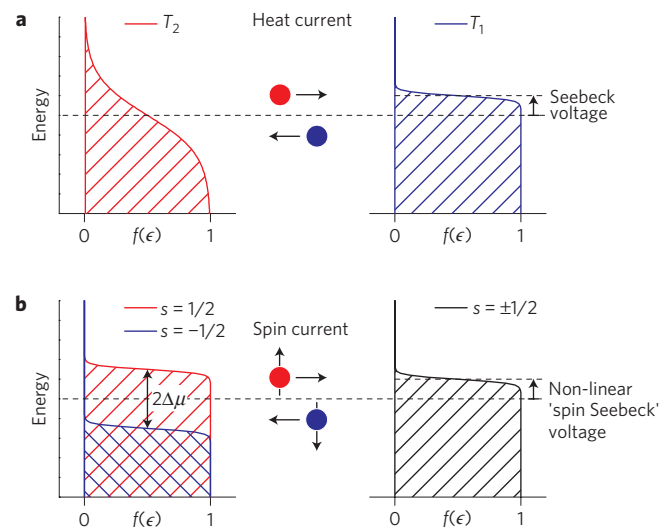 a
T₂
Heat current
T₁
Energy
Seebeck
voltage
0
f(ϵ)
1
0
f(ϵ)
1
b
s = 1/2
s = −1/2
Spin current
s = ±1/2
Energy
2Δμ
Non-linear
'spin Seebeck'
voltage
0
f(ϵ)
1
0
f(ϵ)
1